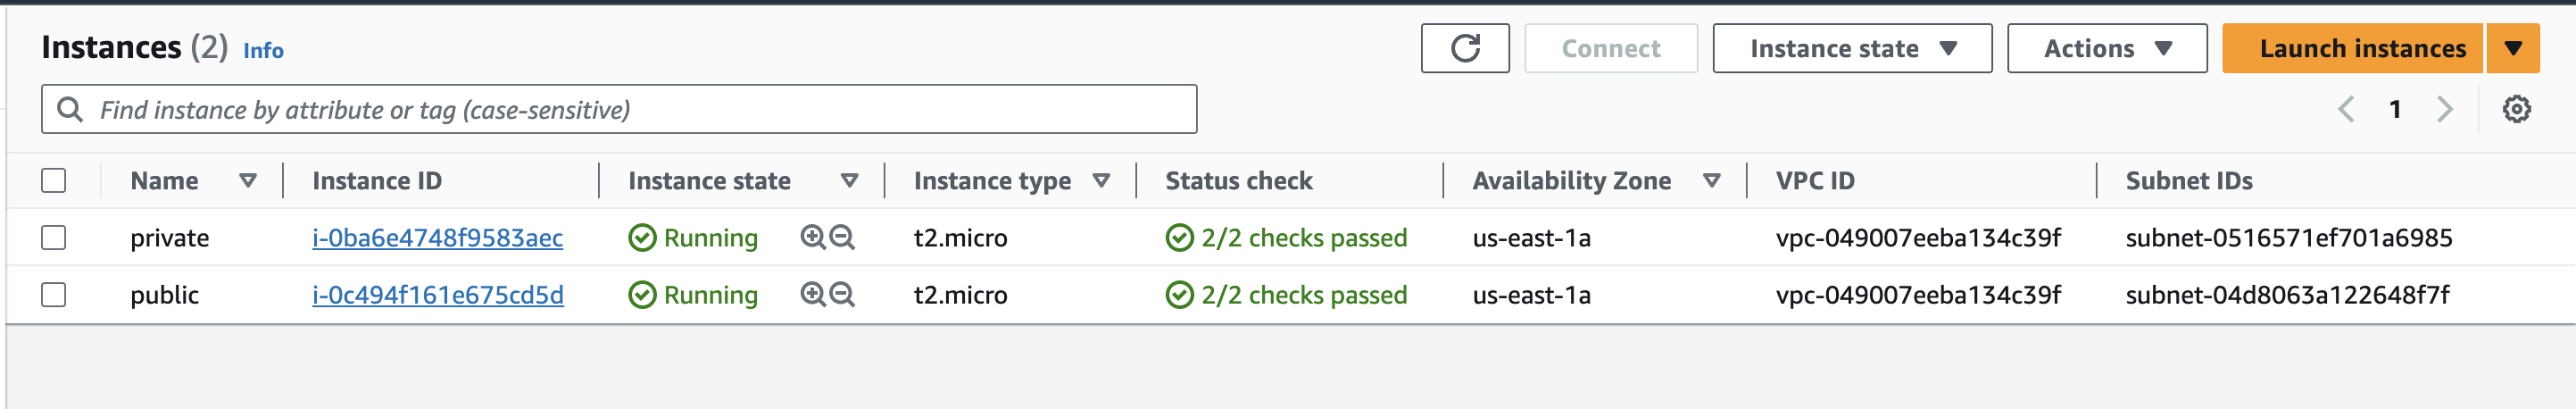 Instances (2) Info
Connect
Instance state
Actions
Launch instances
Find instance by attribute or tag (case-sensitive)
1
Name Instance ID Instance state Instance type Status check Availability Zone VPC ID Subnet IDs
private i-0ba6e4748f9583aec Running t2.micro 2/2 checks passed us-east-1a vpc-049007eeba134c39f subnet-0516571ef701a6985
public i-0c494f161e675cd5d Running t2.micro 2/2 checks passed us-east-1a vpc-049007eeba134c39f subnet-04d8063a122648f7f